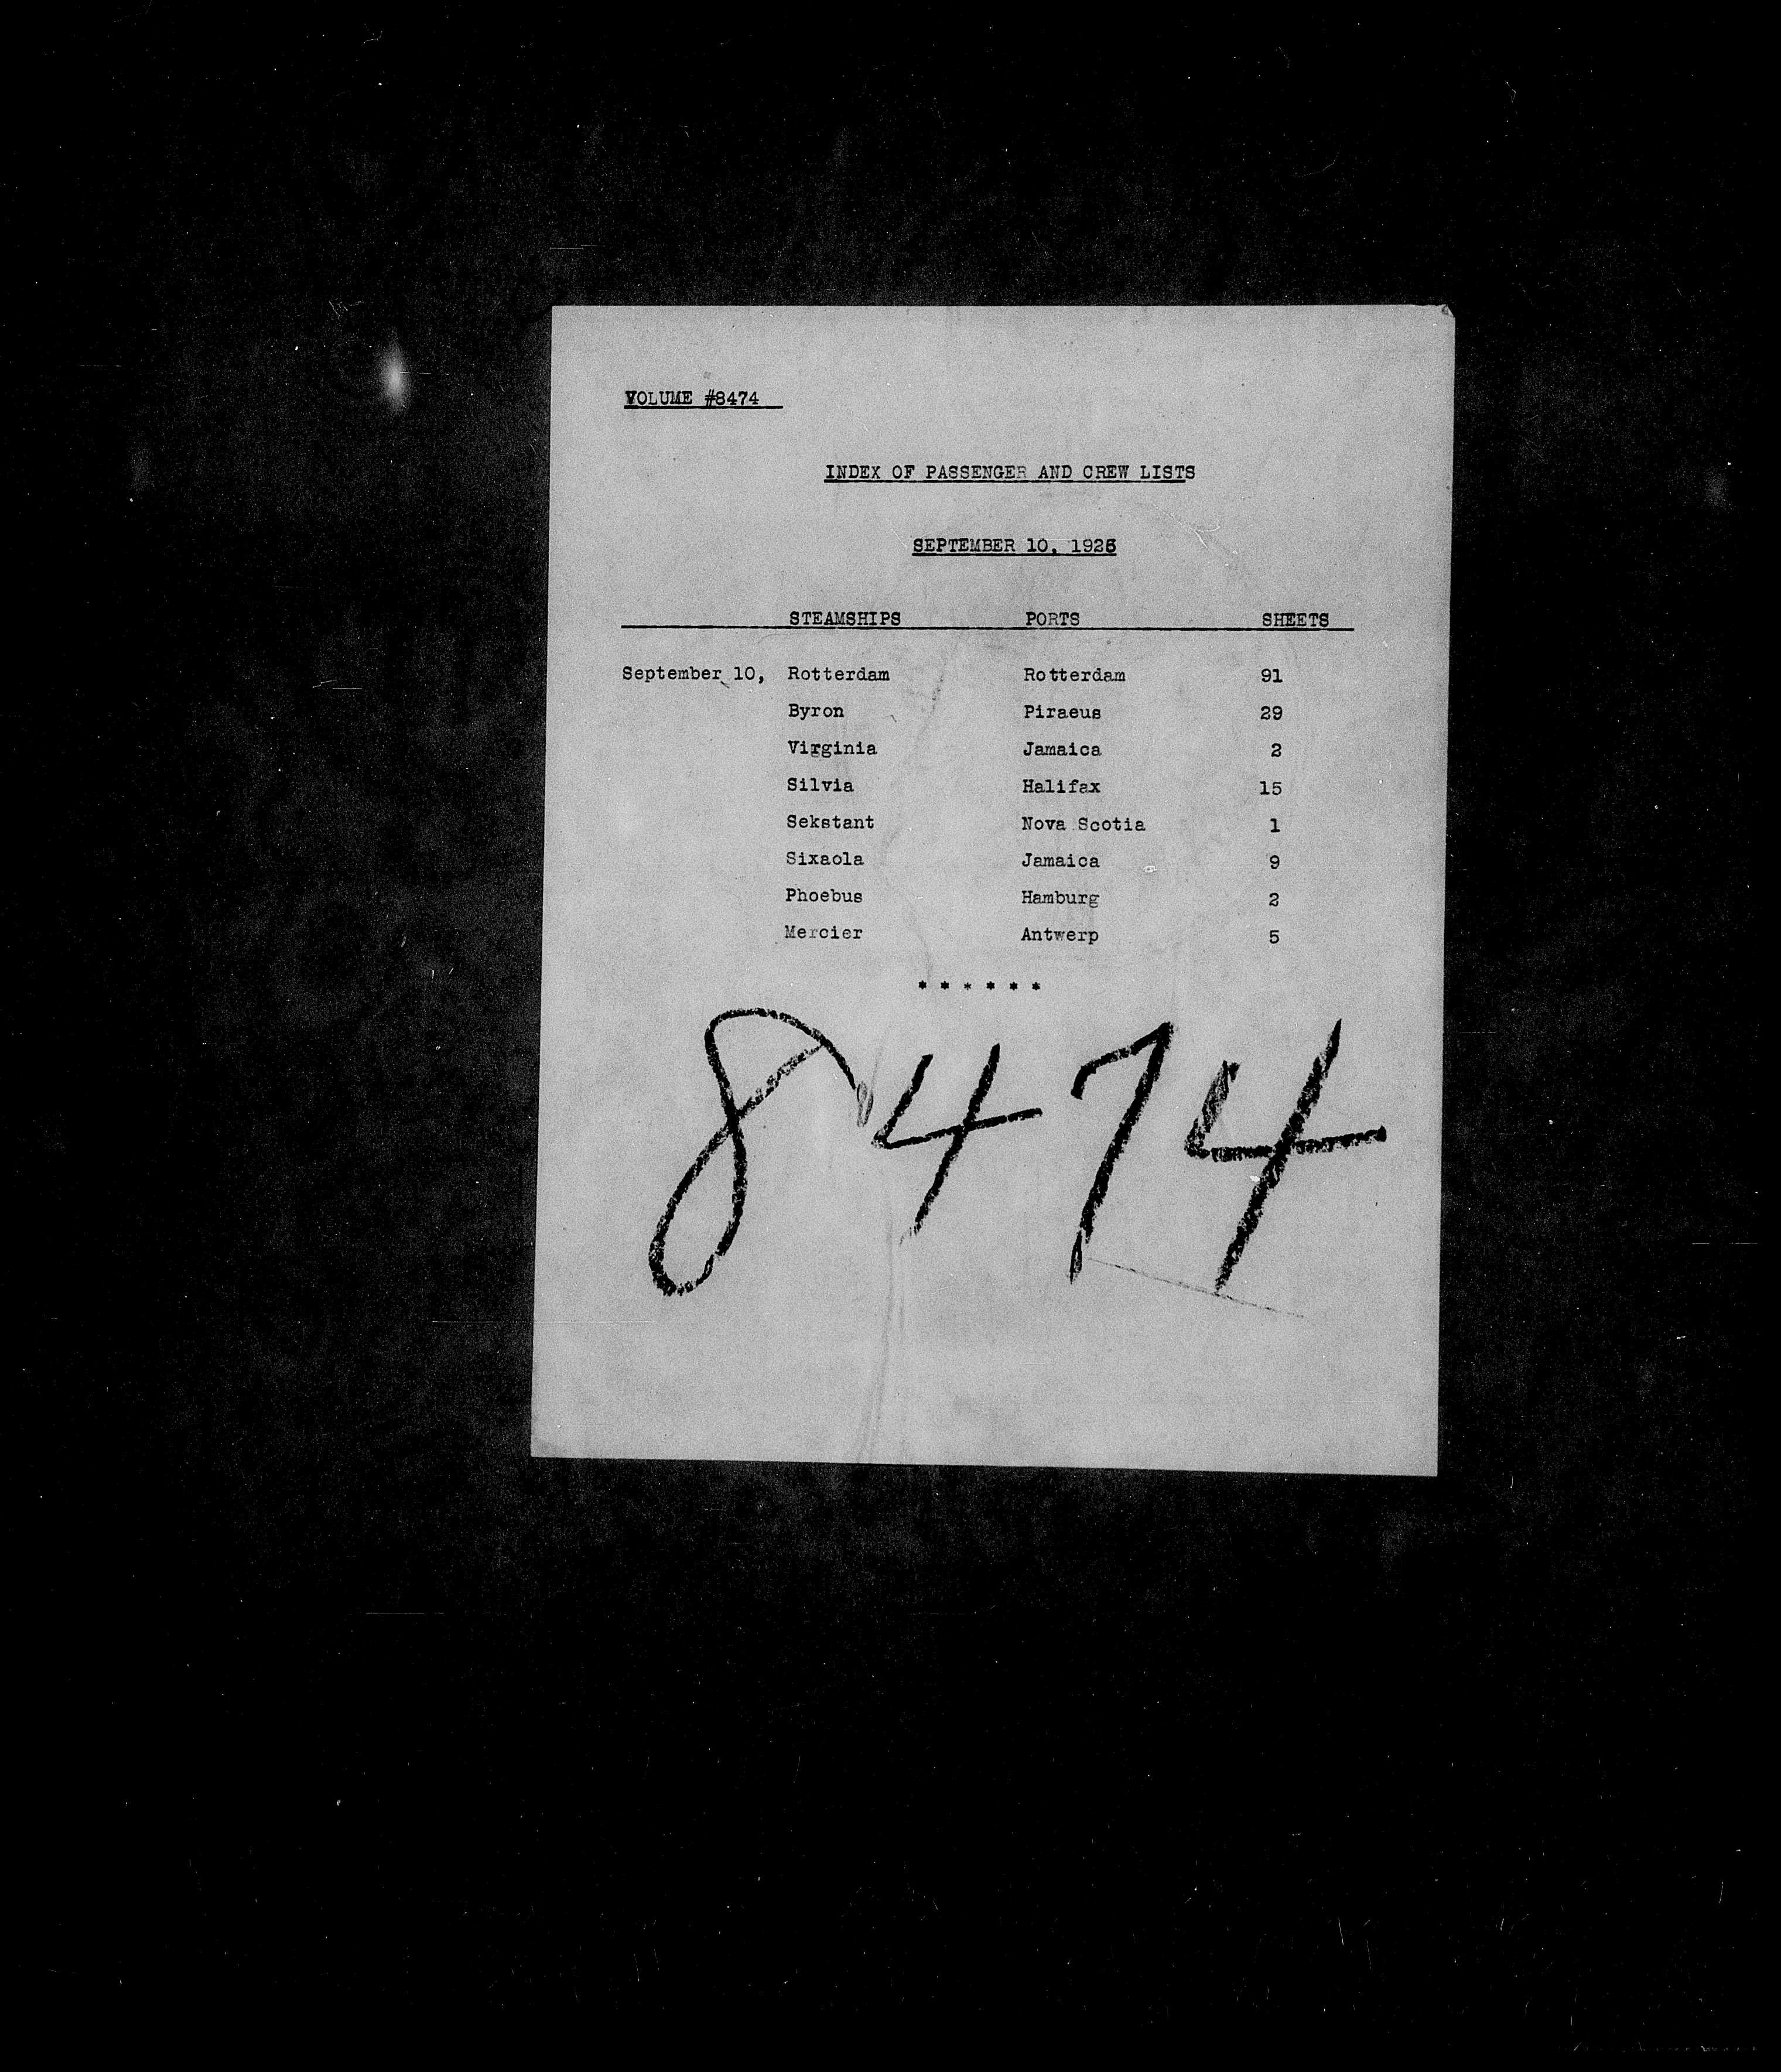 VOLUME #8474
INDEX OF PASSENGER AND CREW LISTS
SEPTEMBER 10, 1928
STEAMSHIPS PORTS SHEETS
September 10, Rotterdam Rotterdam 91
Byron Piraeus 29
Virginia Jamaica 2
Silvia Halifax 15
Sekstant Nova Scotia 1
Sixaola Jamaica 9
Phoebus Hamburg 2
Mercier Antwerp 5
* * * * * *
8474